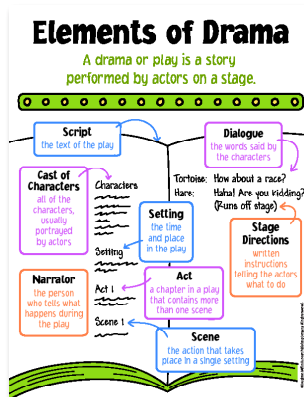 Elements of Drama
A drama or play is a story
performed by actors on a stage.
Script
the text of the play
Dialogue
the words said by
the characters
Cast of
Characters
all of the
characters,
usually
portrayed
by actors
Characters
Tortoise: How about a race?
Hare: Haha! Are you kidding?
(Runs off stage)
Setting
the time
and place
in the play
Setting
Stage
Directions
written
instructions
telling the actors
what to do
Narrator
the person
who tells what
happens during
the play
Act 1
Act
a chapter in a play
that contains more
than one scene
Scene 1
Scene
the action that takes
place in a single setting